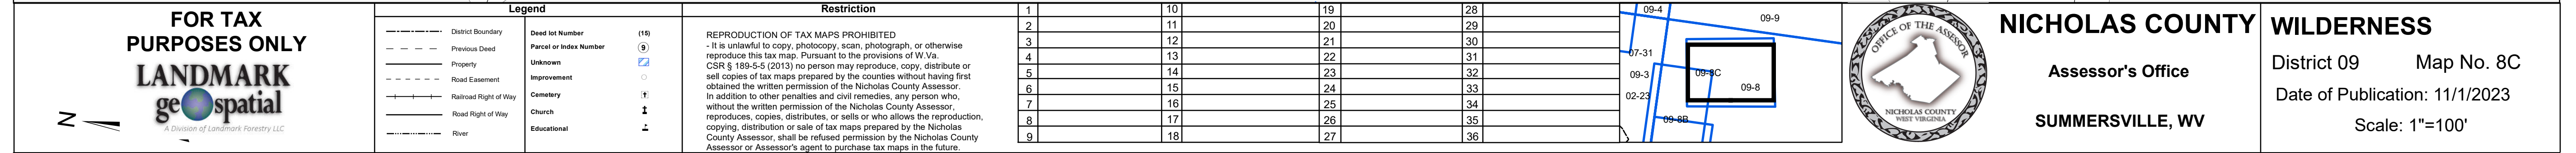 FOR TAX
PURPOSES ONLY
LANDMARK
geospatial
A Division of Landmark Forestry LLC
N
Legend
District Boundary
Previous Deed
Property
Road Easement
Railroad Right of Way
Road Right of Way
River
Deed lot Number (15)
Parcel or Index Number 9
Unknown
Improvement
Cemetery
Church
Educational
Restriction
REPRODUCTION OF TAX MAPS PROHIBITED
- It is unlawful to copy, photocopy, scan, photograph, or otherwise
reproduce this tax map. Pursuant to the provisions of W.Va.
CSR § 189-5-5 (2013) no person may reproduce, copy, distribute or
sell copies of tax maps prepared by the counties without having first
obtained the written permission of the Nicholas County Assessor.
In addition to other penalties and civil remedies, any person who,
without the written permission of the Nicholas County Assessor,
reproduces, copies, distributes, or sells or who allows the reproduction,
copying, distribution or sale of tax maps prepared by the Nicholas
County Assessor, shall be refused permission by the Nicholas County
Assessor or Assessor's agent to purchase tax maps in the future.
1 10 19 28
2 11 20 29
3 12 21 30
4 13 22 31
5 14 23 32
6 15 24 33
7 16 25 34
8 17 26 35
9 18 27 36
09-4
09-9
07-31
09-3
09-8C
09-8
02-23
09-8B
OFFICE OF THE ASSESSOR
NICHOLAS COUNTY
WEST VIRGINIA
NICHOLAS COUNTY
Assessor's Office
SUMMERSVILLE, WV
WILDERNESS
District 09 Map No. 8C
Date of Publication: 11/1/2023
Scale: 1"=100'